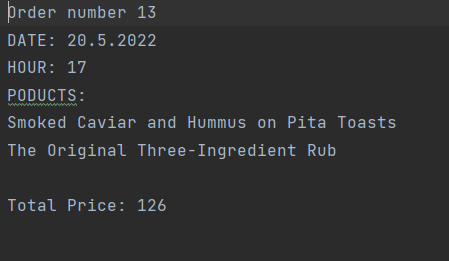 Order number 13
DATE: 20.5.2022
HOUR: 17
PODUCTS:
Smoked Caviar and Hummus on Pita Toasts
The Original Three-Ingredient Rub
Total Price: 126